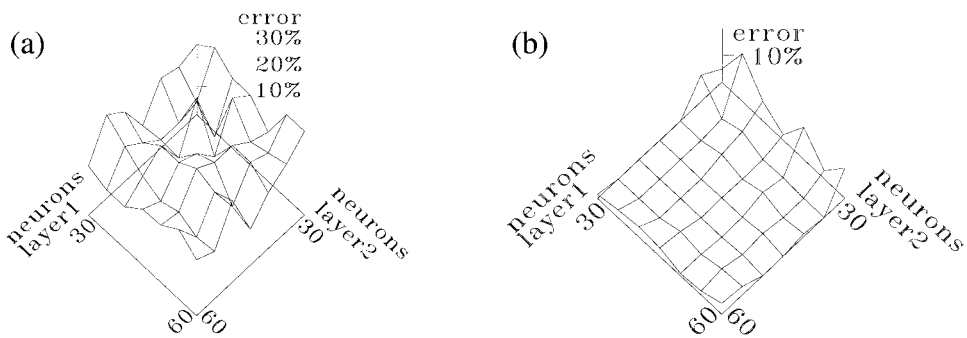 (a)
error
30%
20%
10%
neurons
layer1
30
neurons
layer2
30
60
60
(b)
error
10%
neurons
layer1
30
neurons
layer2
30
60
60